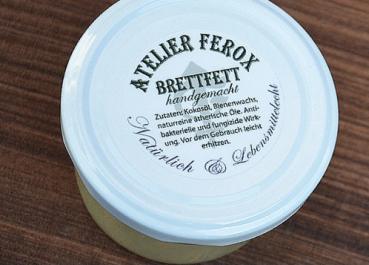 ATELIER FEROX
BRETTFETT
handgemacht
Zutaten: Kokosöl, Bienenwachs,
naturreine ätherische Öle. Anti-
bakterielle und fungizide Wirk-
ung. Vor dem Gebrauch leicht
erhitzen.
Natürlich & Lebensmittelecht